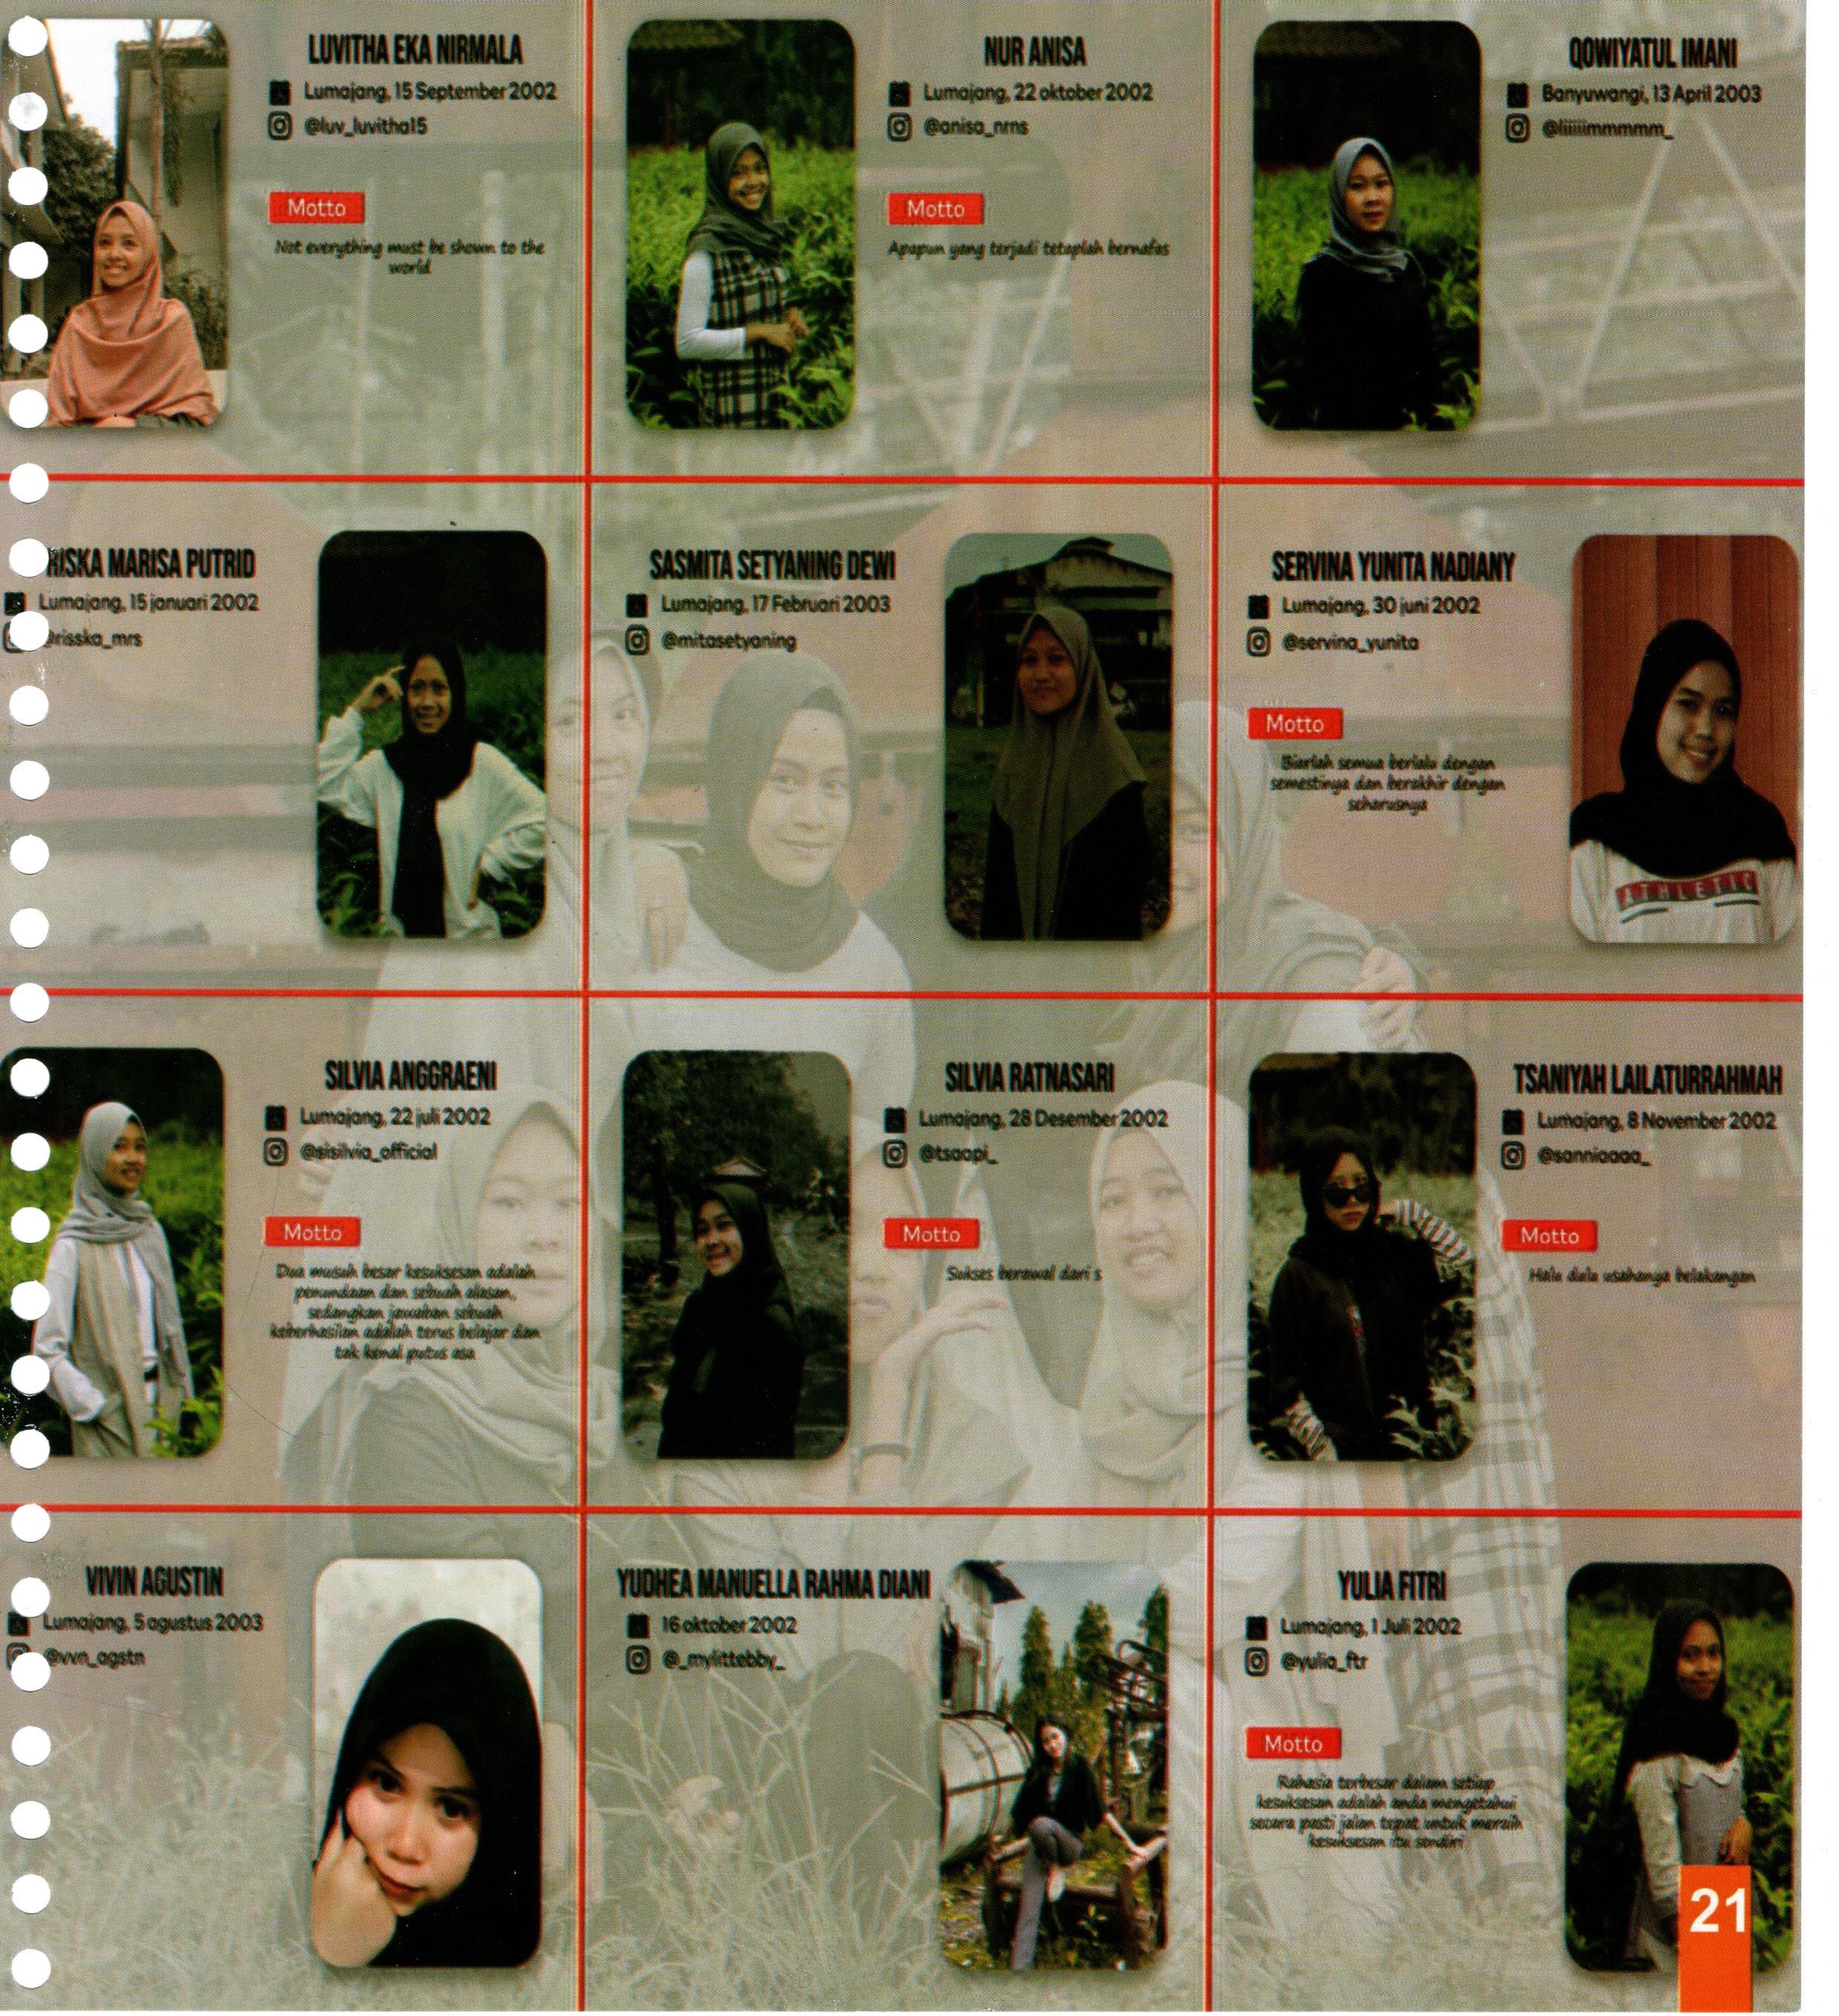 LUVITHA EKA NIRMALA
Lumajang, 15 September 2002
@luv_luvitha15
Motto
Not everything must be shown to the
world
NUR ANISA
Lumajang, 22 oktober 2002
@anisa_nrns
Motto
Apapun yang terjadi tetaplah bernafas
QOWIYATUL IMANI
Banyuwangi, 13 April 2003
RISKA MARISA PUTRID
Lumajang, 15 januari 2002
@risska_mrs
SASMITA SETYANING DEWI
Lumajang, 17 Februari 2003
@mitasetyaning
SERVINA YUNITA NADIANY
Lumajang, 30 juni 2002
@servina_yunita
Motto
Biarlah semua berlalu dengan
semestinya dan berakhir dengan
seharusnya
ATHLETIC
SILVIA ANGGRAENI
Lumajang, 22 juli 2002
@sisilvia_official
Motto
Dua musuh besar kesuksesan adalah
penundaan dan sebuah alasan,
sedangkan jawaban sebuah
keberhasilan adalah terus belajar dan
tak kenal putus asa
SILVIA RATNASARI
Lumajang, 28 Desember 2002
@tsaapi_
Motto
Sukses berawal dari s
TSANIYAH LAILATURRAHMAH
Lumajang, 8 November 2002
@sanniaaaa_
Motto
Halu dulu usahanya belakangan
VIVIN AGUSTIN
Lumajang, 5 agustus 2003
@vvn_agstn
YUDHEA MANUELLA RAHMA DIANI
16 oktober 2002
@_mylittebby_
YULIA FITRI
Lumajang, 1 Juli 2002
@yulia_ftr
Motto
Rahasia terbesar dalam setiap
kesuksesan adalah anda mengetahui
secara pasti jalan tepat untuk meraih
kesuksesan itu sendiri
21